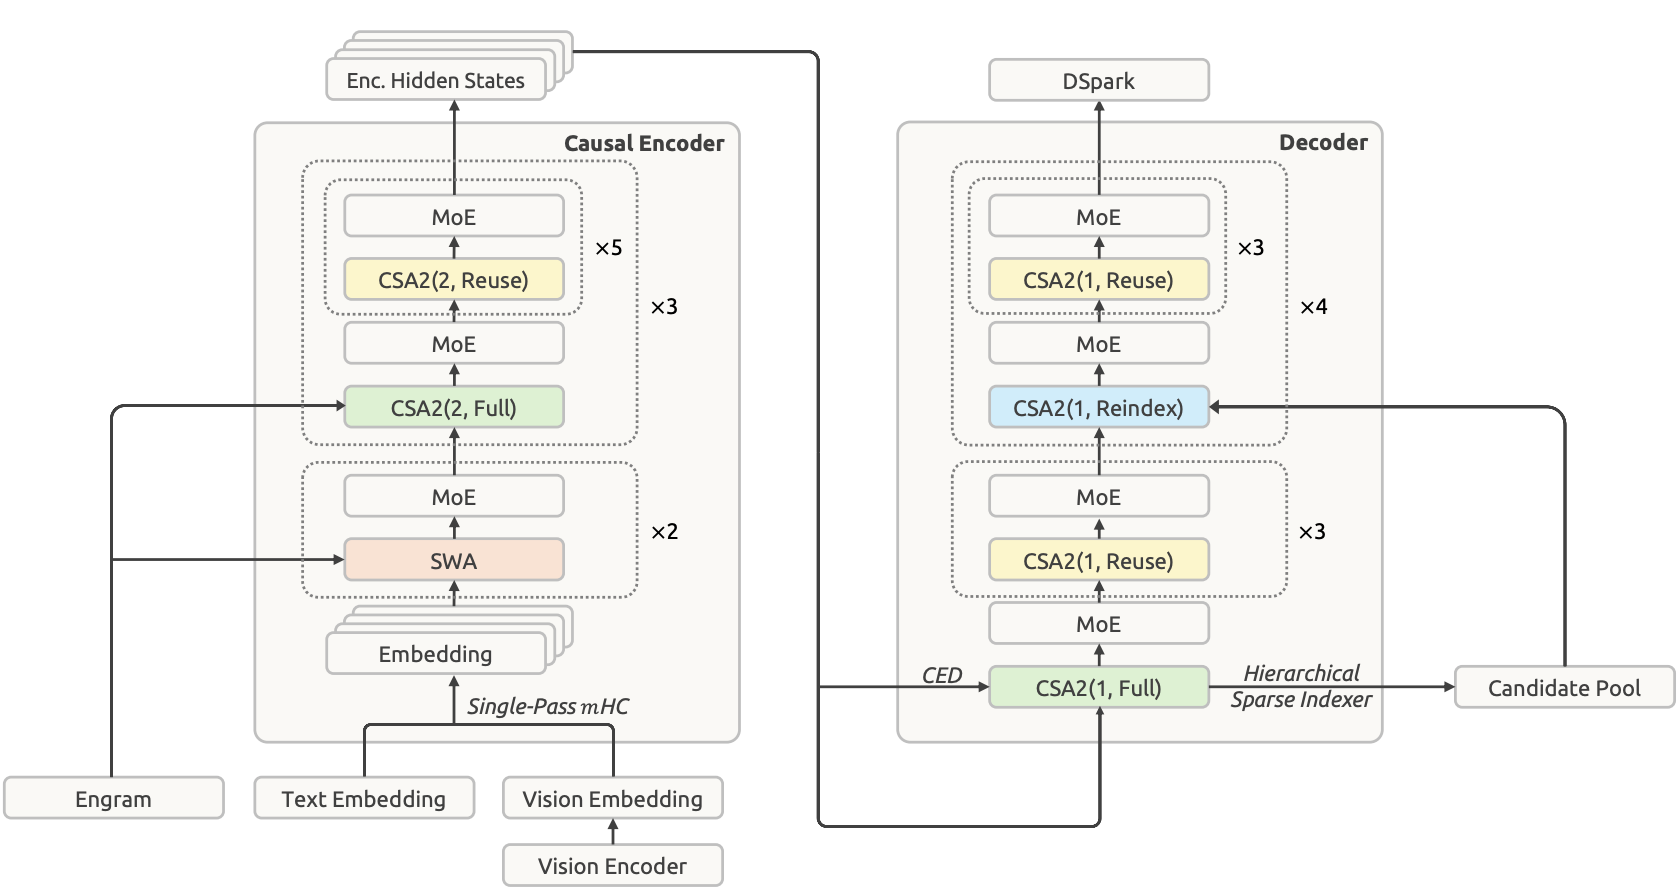 Enc. Hidden States
Causal Encoder
MoE
×5
CSA2(2, Reuse)
×3
MoE
CSA2(2, Full)
MoE
×2
SWA
Embedding
Single-Pass mHC
Engram
Text Embedding
Vision Embedding
Vision Encoder
DSpark
Decoder
MoE
×3
CSA2(1, Reuse)
×4
MoE
CSA2(1, Reindex)
MoE
×3
CSA2(1, Reuse)
MoE
CED
CSA2(1, Full)
Hierarchical
Sparse Indexer
Candidate Pool